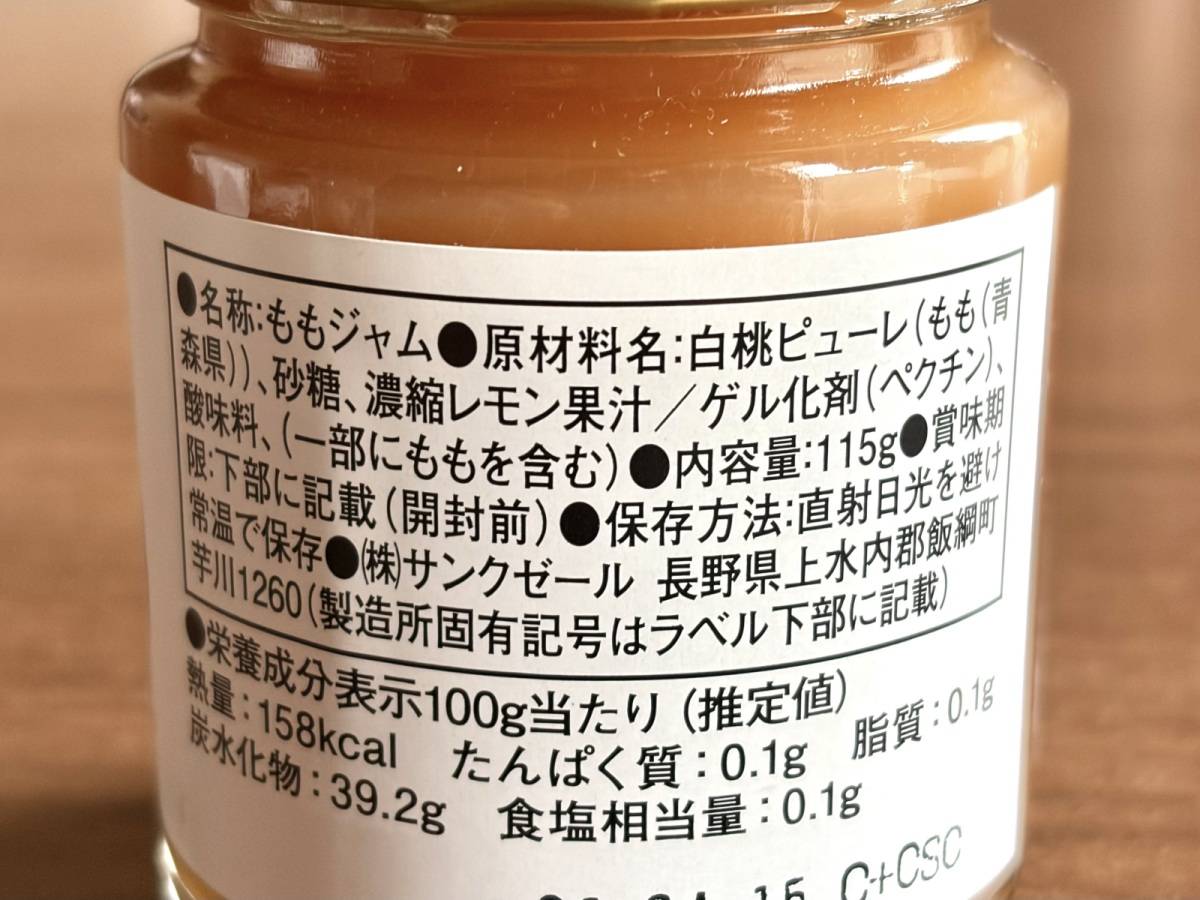 ●名称:ももジャム●原材料名:白桃ピューレ(もも(青
森県))、砂糖、濃縮レモン果汁／ゲル化剤(ペクチン)、
酸味料、(一部にももを含む)●内容量:115g●賞味期
限:下部に記載(開封前)●保存方法:直射日光を避け
常温で保存●㈱サンクゼール 長野県上水内郡飯綱町
芋川1260(製造所固有記号はラベル下部に記載)
●栄養成分表示100g当たり(推定値)
熱量:158kcal たんぱく質:0.1g 脂質:0.1g
炭水化物:39.2g 食塩相当量:0.1g
15 C+CSC